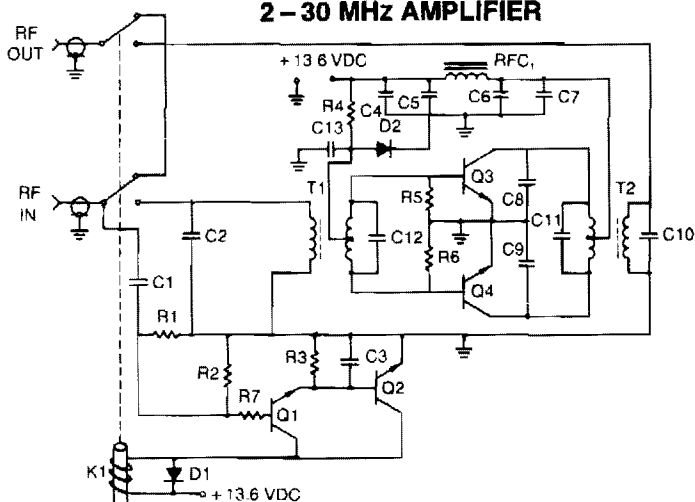 2-30 MHz AMPLIFIER
RF
OUT
+ 13 6 VDC
RFC1
R4
C4
C5
C6
C7
C13
D2
RF
IN
T1
R5
Q3
C8
T2
C2
C12
C11
C10
R6
C9
C1
Q4
R1
R2
R3
C3
Q2
R7
Q1
K1
D1
+ 13.6 VDC